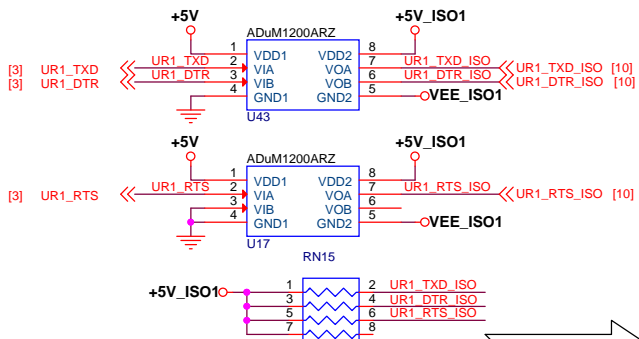 +5V +5V_ISO1
ADuM1200ARZ
1 VDD1 VDD2 8
[3] UR1_TXD UR1_TXD 2 VIA VOA 7 UR1_TXD_ISO UR1_TXD_ISO [10]
[3] UR1_DTR UR1_DTR 3 VIB VOB 6 UR1_DTR_ISO UR1_DTR_ISO [10]
4 GND1 GND2 5 VEE_ISO1
U43
+5V +5V_ISO1
ADuM1200ARZ
1 VDD1 VDD2 8
[3] UR1_RTS UR1_RTS 2 VIA VOA 7 UR1_RTS_ISO UR1_RTS_ISO [10]
3 VIB VOB 6
4 GND1 GND2 5 VEE_ISO1
U17
RN15
+5V_ISO1 1 2 UR1_TXD_ISO
3 4 UR1_DTR_ISO
5 6 UR1_RTS_ISO
7 8